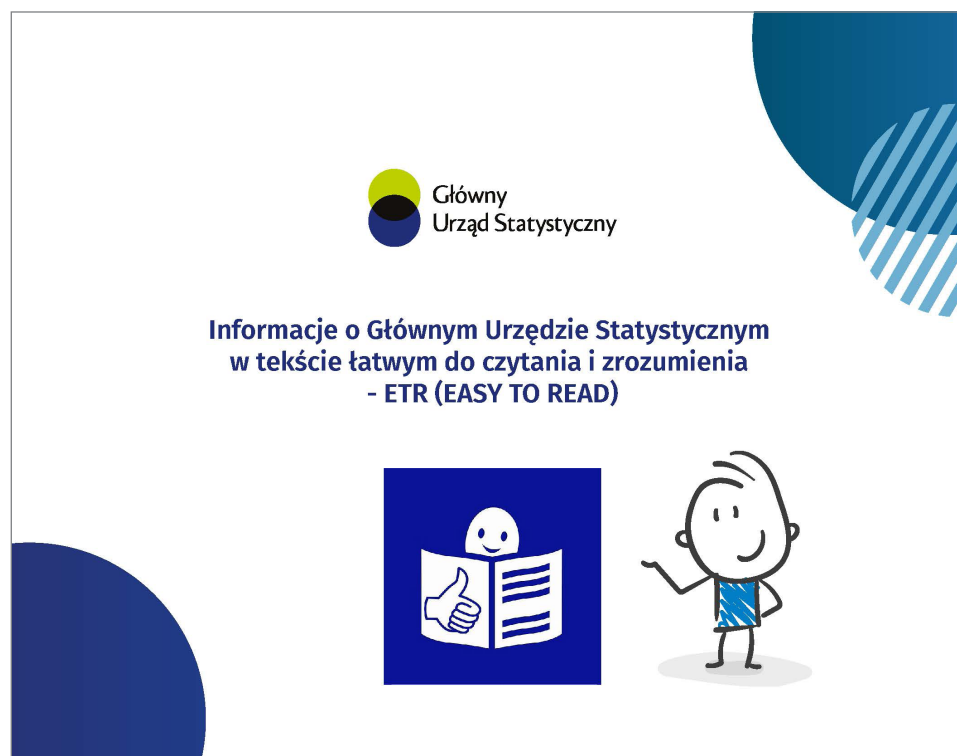 Główny
Urząd Statystyczny
Informacje o Głównym Urzędzie Statystycznym
w tekście łatwym do czytania i zrozumienia
- ETR (EASY TO READ)